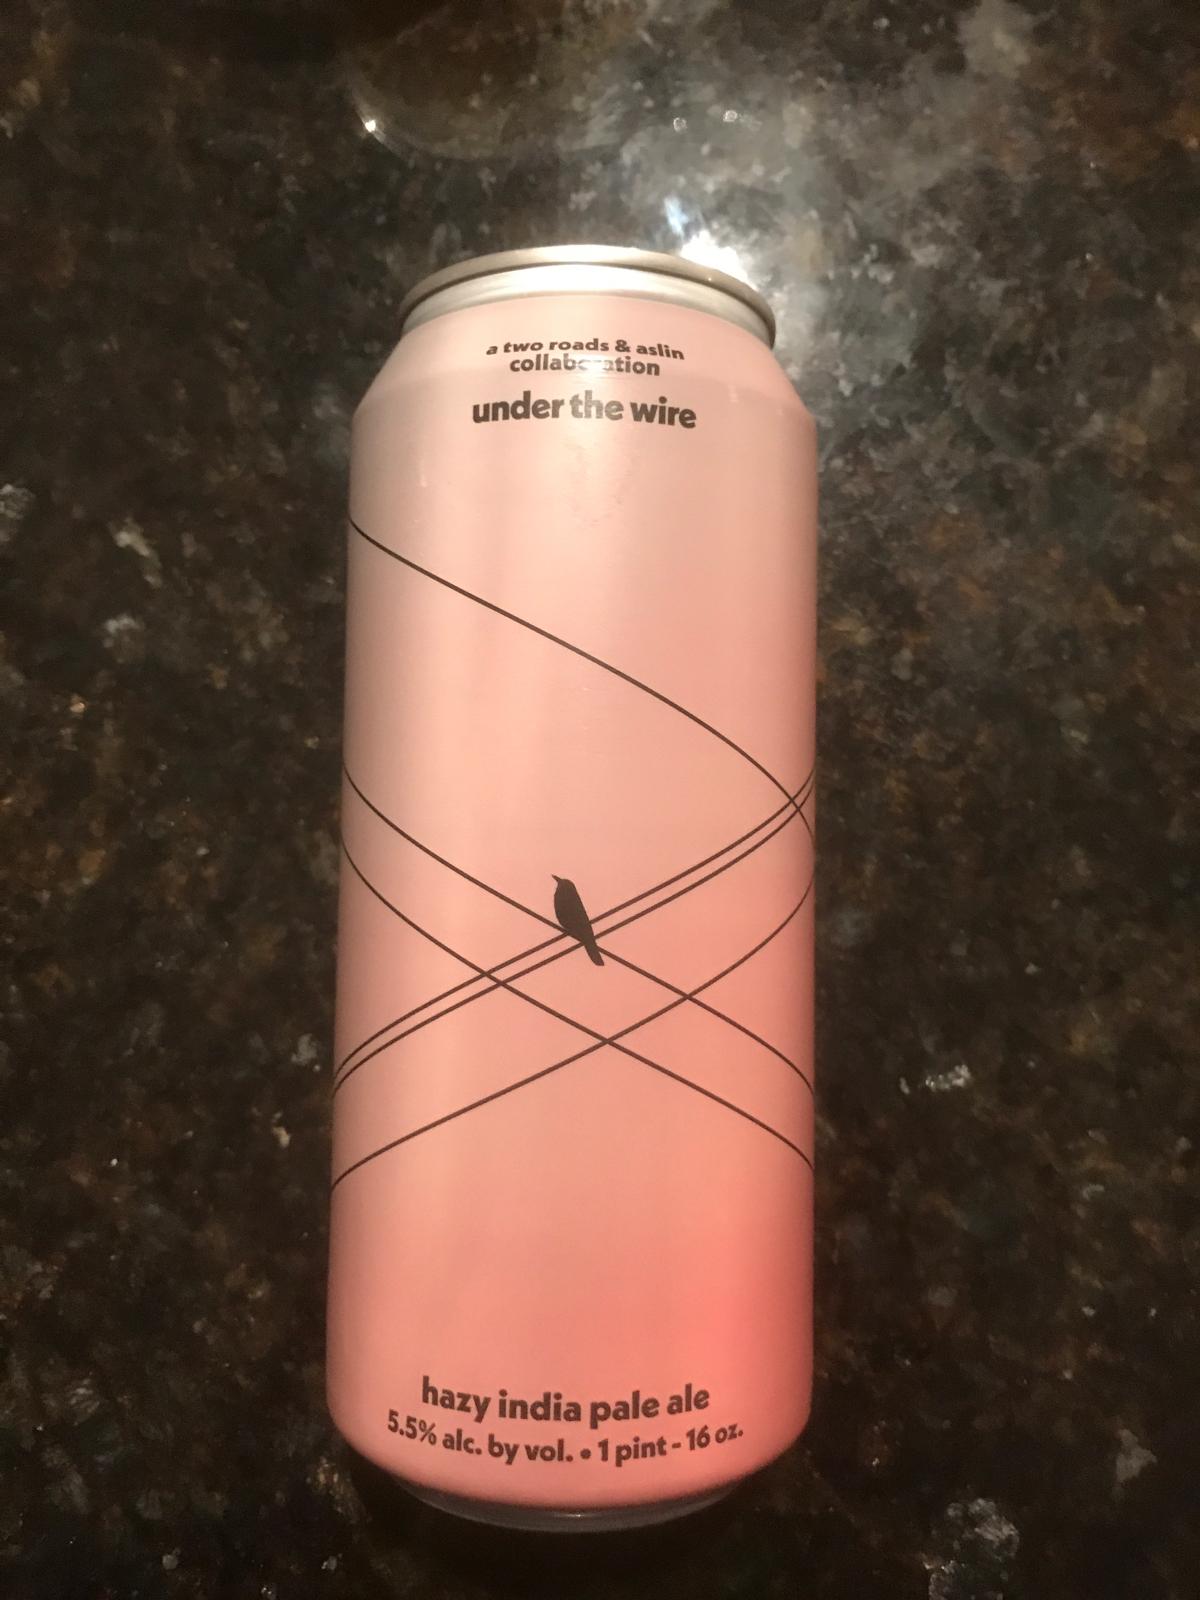 a two roads & aslin
collaboration
under the wire
hazy india pale ale
5.5% alc. by vol. • 1 pint - 16 oz.